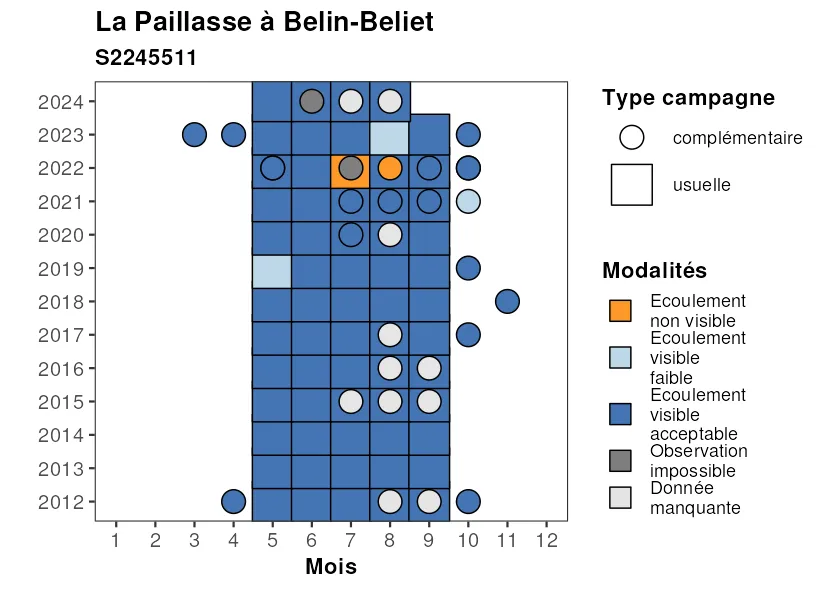 La Paillasse à Belin-Beliet
S2245511
2024
2023
2022
2021
2020
2019
2018
2017
2016
2015
2014
2013
2012
1 2 3 4 5 6 7 8 9 10 11 12
Mois
Type campagne
complémentaire
usuelle
Modalités
Ecoulement
non visible
Ecoulement
visible
faible
Ecoulement
visible
acceptable
Observation
impossible
Donnée
manquante